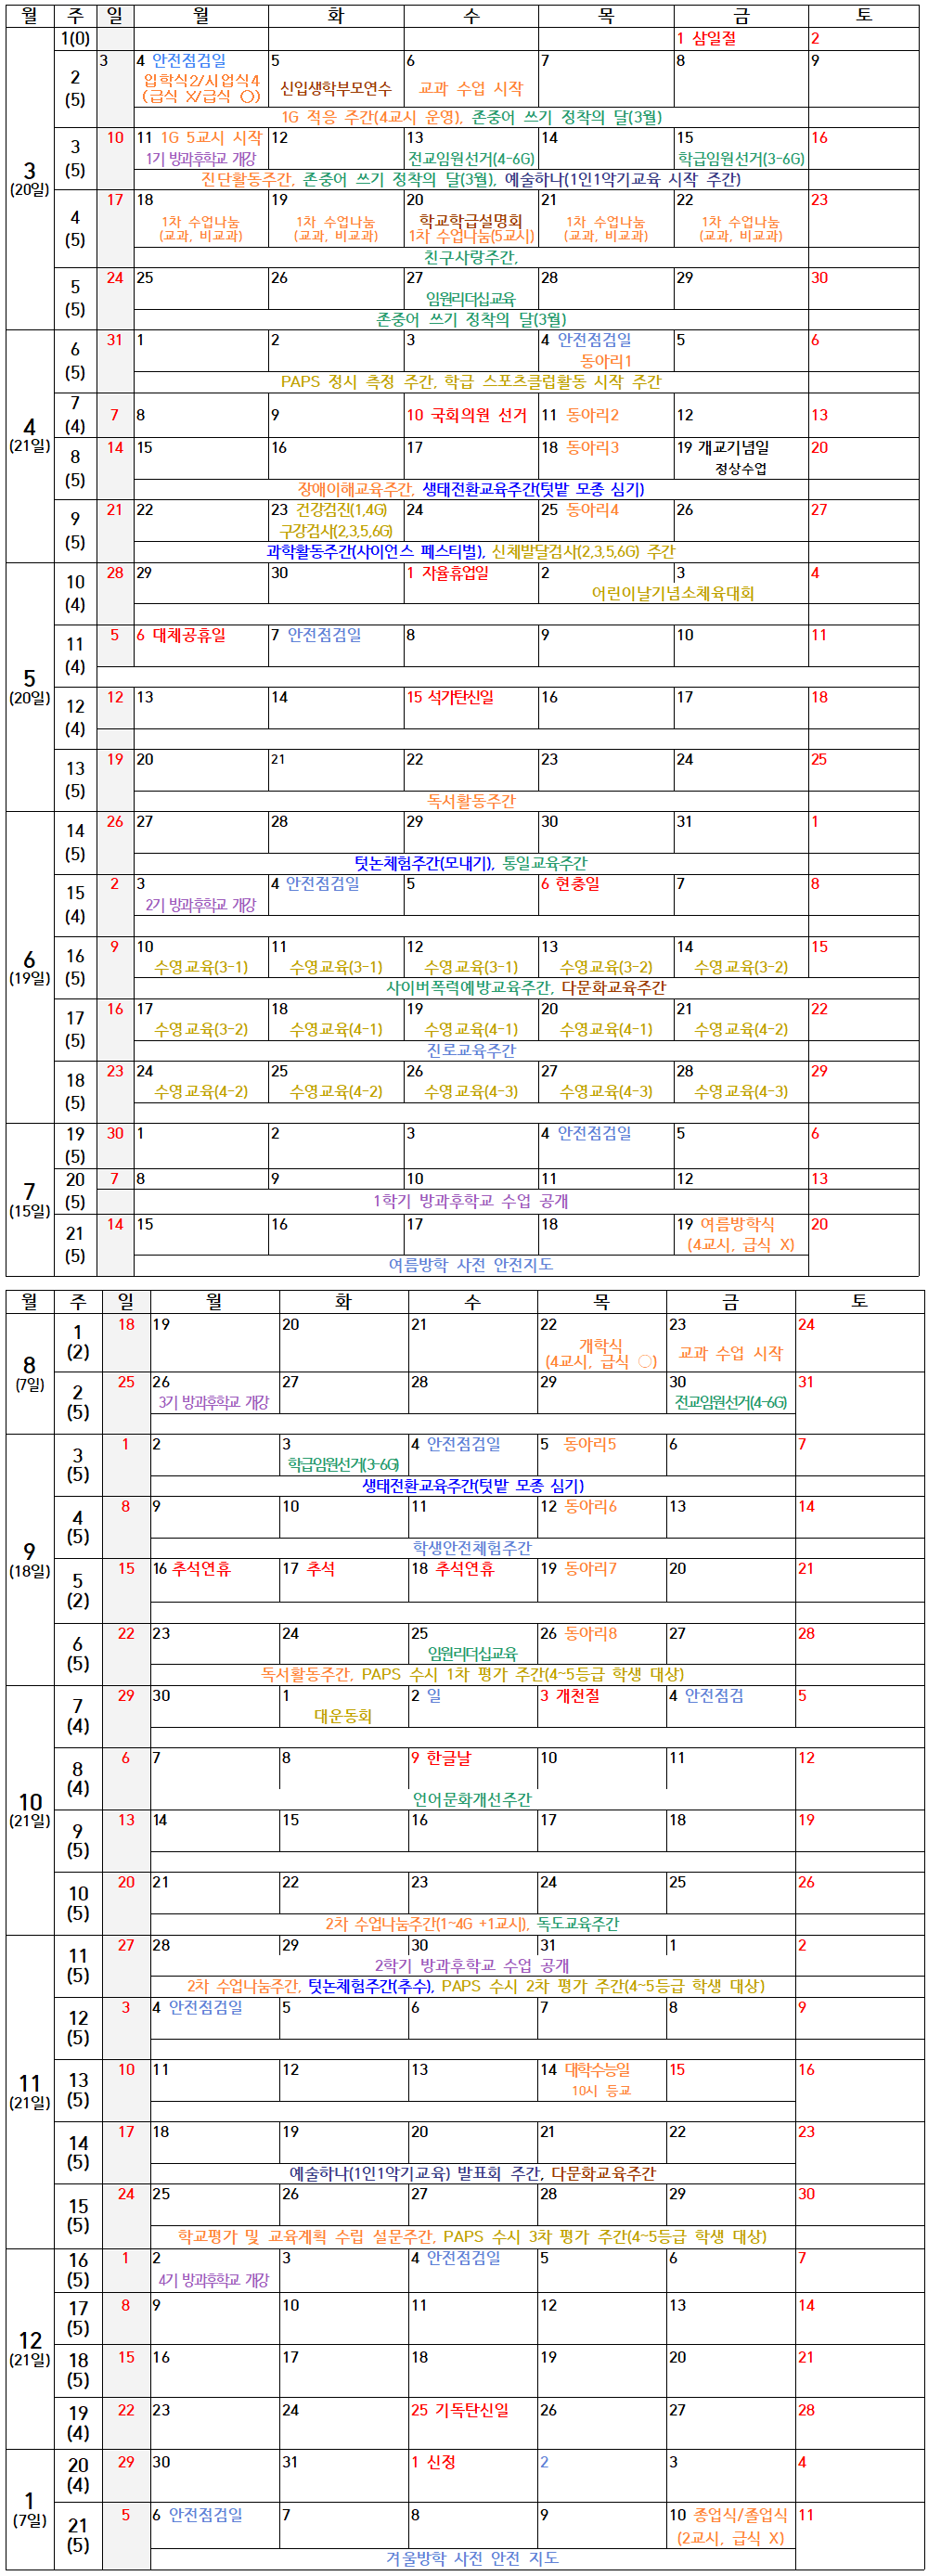 월 주 일 월 화 수 목 금 토
3
(20일)
1(0) 1 삼일절 2
2
(5)
3 4 안전점검일 5 6 7 8 9
입학식2/시업식4 신입생학부모연수 교과 수업 시작
(급식 X/급식 ○)
1G 적응 주간(4교시 운영), 존중어 쓰기 정착의 달(3월)
3
(5)
10 11 1G 5교시 시작 12 13 14 15 16
1기 방과후학교 개강 전교임원선거(4-6G) 학급임원선거(3-6G)
진단활동주간, 존중어 쓰기 정착의 달(3월), 예술하나(1인1악기교육 시작 주간)
4
(5)
17 18 19 20 21 22 23
1차 수업나눔 1차 수업나눔 학교학급설명회 1차 수업나눔 1차 수업나눔
(교과, 비교과) (교과, 비교과) 1차 수업나눔(5교시) (교과, 비교과) (교과, 비교과)
친구사랑주간,
5
(5)
24 25 26 27 28 29 30
임원리더십교육
존중어 쓰기 정착의 달(3월)
4
(21일)
6
(5)
31 1 2 3 4 안전점검일 5 6
동아리1
PAPS 정시 측정 주간, 학급 스포츠클럽활동 시작 주간
7
(4)
7 8 9 10 국회의원 선거 11 동아리2 12 13
8
(5)
14 15 16 17 18 동아리3 19 개교기념일 20
정상수업
장애이해교육주간, 생태전환교육주간(텃밭 모종 심기)
9
(5)
21 22 23 건강검진(1,4G) 24 25 동아리4 26 27
구강검사(2,3,5,6G)
과학활동주간(사이언스 페스티벌), 신체발달검사(2,3,5,6G) 주간
5
(20일)
10
(4)
28 29 30 1 자율휴업일 2 3 4
어린이날기념소체육대회
11
(4)
5 6 대체공휴일 7 안전점검일 8 9 10 11
12
(4)
12 13 14 15 석가탄신일 16 17 18
13
(5)
19 20 21 22 23 24 25
독서활동주간
6
(19일)
14
(5)
26 27 28 29 30 31 1
텃논체험주간(모내기), 통일교육주간
15
(4)
2 3 4 안전점검일 5 6 현충일 7 8
2기 방과후학교 개강
16
(5)
9 10 11 12 13 14 15
수영교육(3-1) 수영교육(3-1) 수영교육(3-1) 수영교육(3-2) 수영교육(3-2)
사이버폭력예방교육주간, 다문화교육주간
17
(5)
16 17 18 19 20 21 22
수영교육(3-2) 수영교육(4-1) 수영교육(4-1) 수영교육(4-1) 수영교육(4-2)
진로교육주간
18
(5)
23 24 25 26 27 28 29
수영교육(4-2) 수영교육(4-2) 수영교육(4-3) 수영교육(4-3) 수영교육(4-3)
7
(15일)
19
(5)
30 1 2 3 4 안전점검일 5 6
20
(5)
7 8 9 10 11 12 13
1학기 방과후학교 수업 공개
21
(5)
14 15 16 17 18 19 여름방학식 20
(4교시, 급식 X)
여름방학 사전 안전지도
월 주 일 월 화 수 목 금 토
8
(7일)
1
(2)
18 19 20 21 22 23 24
개학식 교과 수업 시작
(4교시, 급식 ○)
2
(5)
25 26 27 28 29 30 31
3기 방과후학교 개강 전교임원선거(4-6G)
9
(18일)
3
(5)
1 2 3 4 안전점검일 5 동아리5 6 7
학급임원선거(3-6G)
생태전환교육주간(텃밭 모종 심기)
4
(5)
8 9 10 11 12 동아리6 13 14
학생안전체험주간
5
(2)
15 16 추석연휴 17 추석 18 추석연휴 19 동아리7 20 21
6
(5)
22 23 24 25 26 동아리8 27 28
임원리더십교육
독서활동주간, PAPS 수시 1차 평가 주간(4~5등급 학생 대상)
10
(21일)
7
(4)
29 30 1 2 일 3 개천절 4 안전점검 5
대운동회
8
(4)
6 7 8 9 한글날 10 11 12
언어문화개선주간
9
(5)
13 14 15 16 17 18 19
10
(5)
20 21 22 23 24 25 26
2차 수업나눔주간(1~4G +1교시), 독도교육주간
11
(21일)
11
(5)
27 28 29 30 31 1 2
2학기 방과후학교 수업 공개
2차 수업나눔주간, 텃논체험주간(추수), PAPS 수시 2차 평가 주간(4~5등급 학생 대상)
12
(5)
3 4 안전점검일 5 6 7 8 9
13
(5)
10 11 12 13 14 대학수능일 15 16
10시 등교
14
(5)
17 18 19 20 21 22 23
예술하나(1인1악기교육) 발표회 주간, 다문화교육주간
15
(5)
24 25 26 27 28 29 30
학교평가 및 교육계획 수립 설문주간, PAPS 수시 3차 평가 주간(4~5등급 학생 대상)
12
(21일)
16
(5)
1 2 3 4 안전점검일 5 6 7
4기 방과후학교 개강
17
(5)
8 9 10 11 12 13 14
18
(5)
15 16 17 18 19 20 21
19
(4)
22 23 24 25 기독탄신일 26 27 28
1
(7일)
20
(4)
29 30 31 1 신정 2 3 4
21
(5)
5 6 안전점검일 7 8 9 10 종업식/졸업식 11
(2교시, 급식 X)
겨울방학 사전 안전 지도